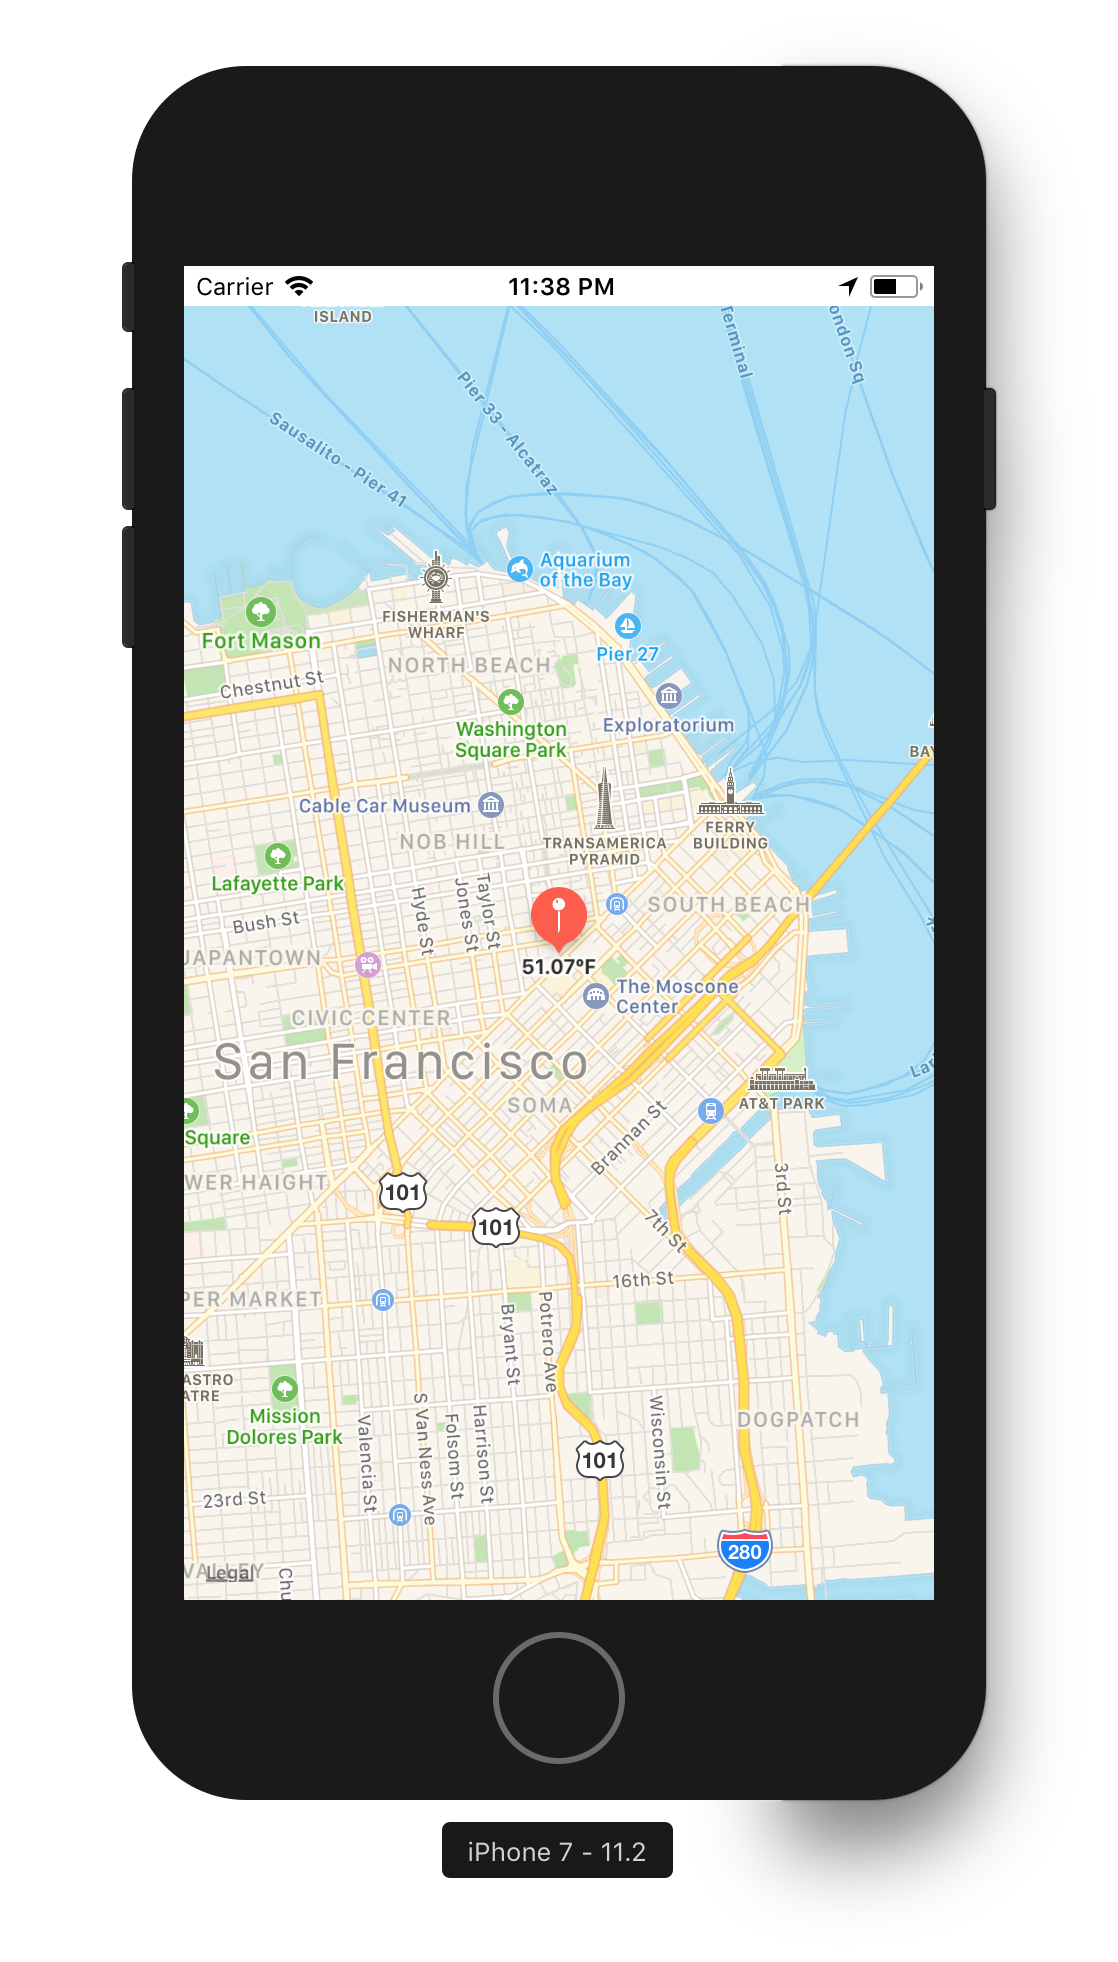 Carrier
11:38 PM
ISLAND
Terminal
ondon Sq
Pier 33 - Alcatraz
Sausalito - Pier 41
Aquarium
of the Bay
FISHERMAN'S
WHARF
Fort Mason
Pier 27
NORTH BEACH
Chestnut St
Washington
Square Park
Exploratorium
BAY
Cable Car Museum
NOB HILL
TRANSAMERICA
PYRAMID
FERRY
BUILDING
Lafayette Park
Hyde St
Jones St
Taylor St
SOUTH BEACH
Bush St
JAPANTOWN
51.07°F
The Moscone
Center
CIVIC CENTER
San Francisco
Lar
SOMA
AT&T PARK
Square
Brannan St
WER HAIGHT
3rd St
101
101
7th St
16th St
PER MARKET
Bryant St
Potrero Ave
ASTRO
ATRE
Mission
Dolores Park
Valencia St
S Van Ness Ave
Folsom St
Harrison St
Wisconsin St
DOGPATCH
101
23rd St
280
VALLEY
Legal
Chu
iPhone 7 - 11.2